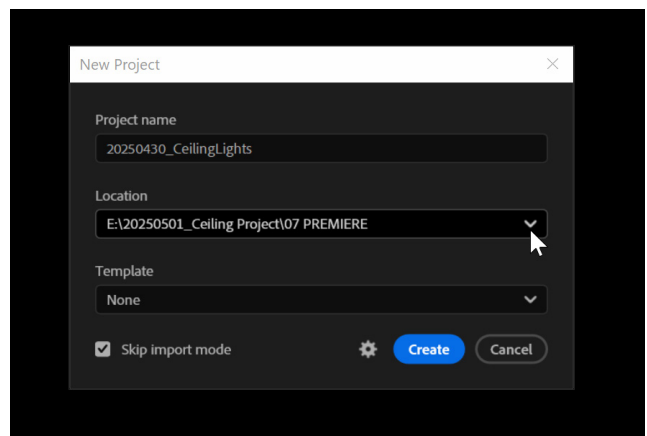 New Project
Project name
20250430_CeilingLights
Location
E:\20250501_Ceiling Project\07 PREMIERE
Template
None
Skip import mode
Create
Cancel